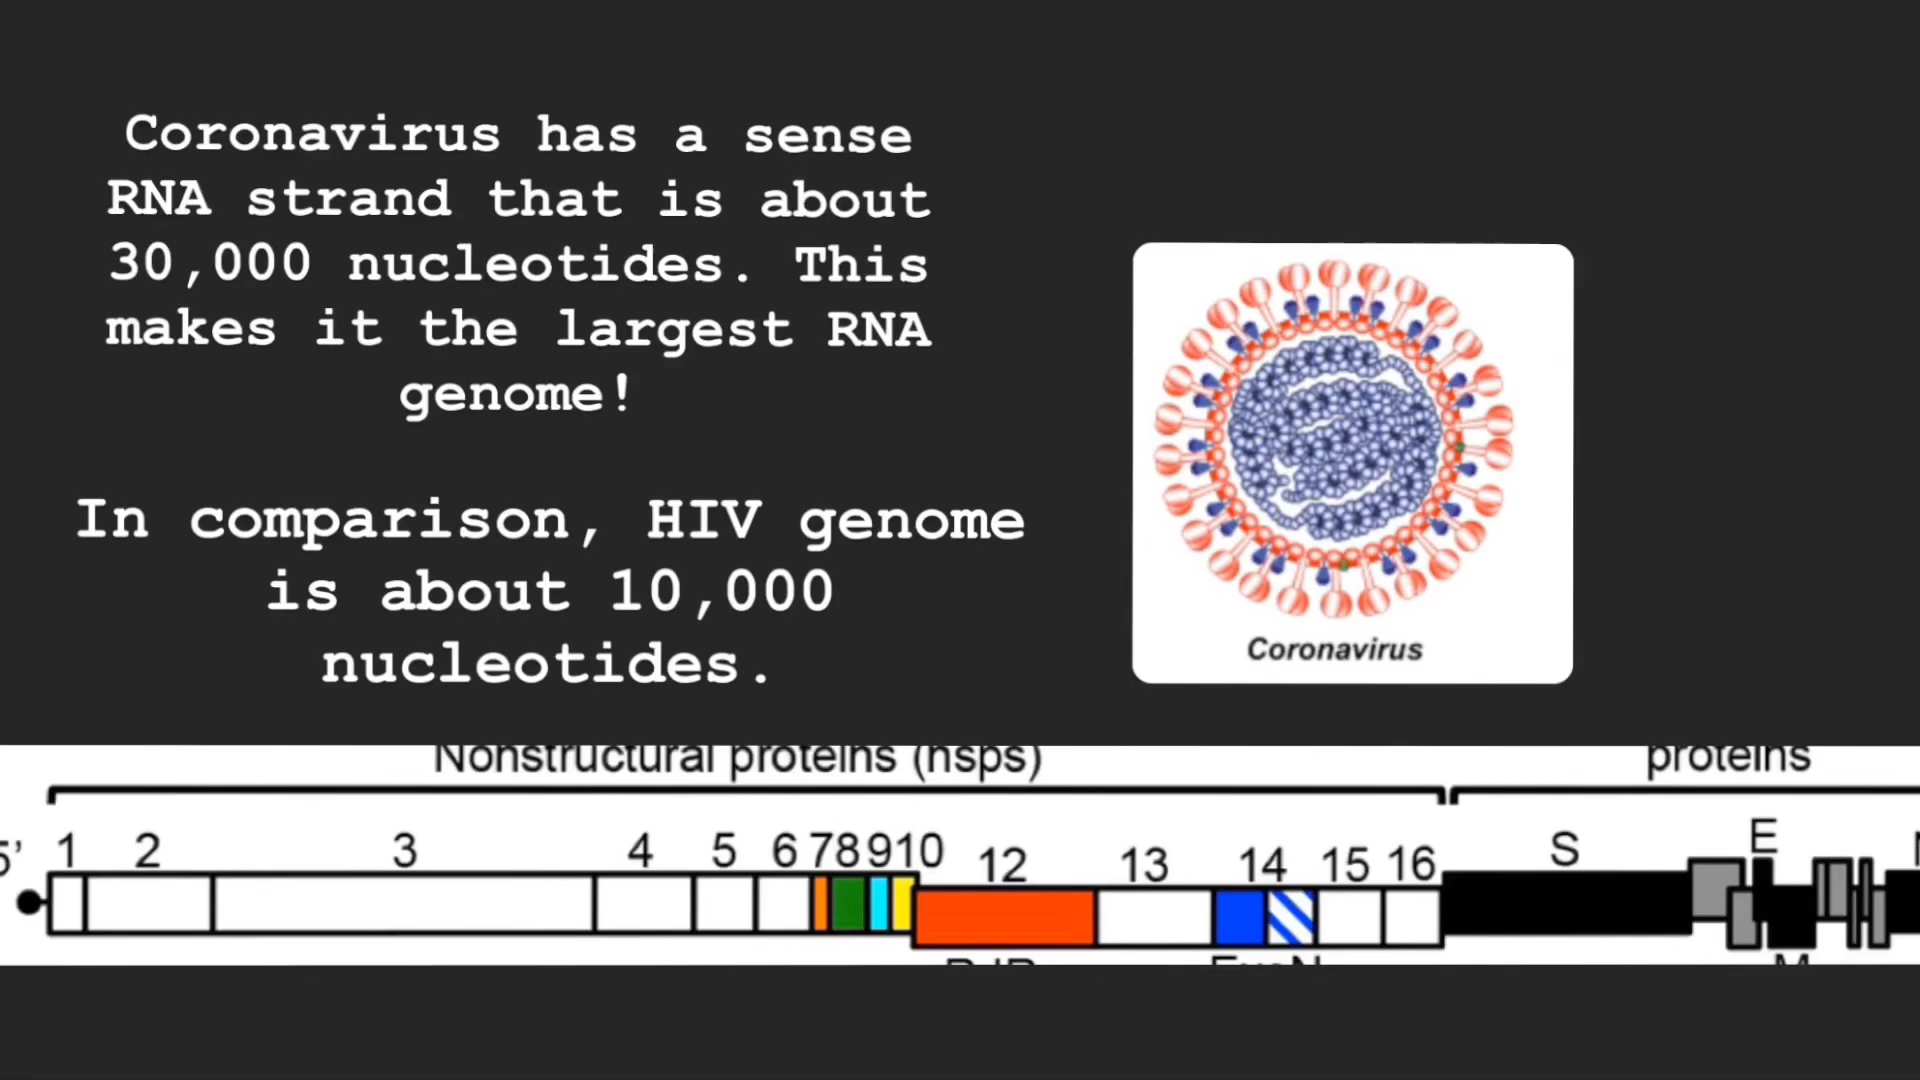 Coronavirus has a sense
RNA strand that is about
30,000 nucleotides. This
makes it the largest RNA
genome!
In comparison, HIV genome
is about 10,000
nucleotides.
Coronavirus
Nonstructural proteins (nsps)
proteins
5’ 1 2 3 4 5 6 7 8 9 10 12 13 14 15 16 S E
M